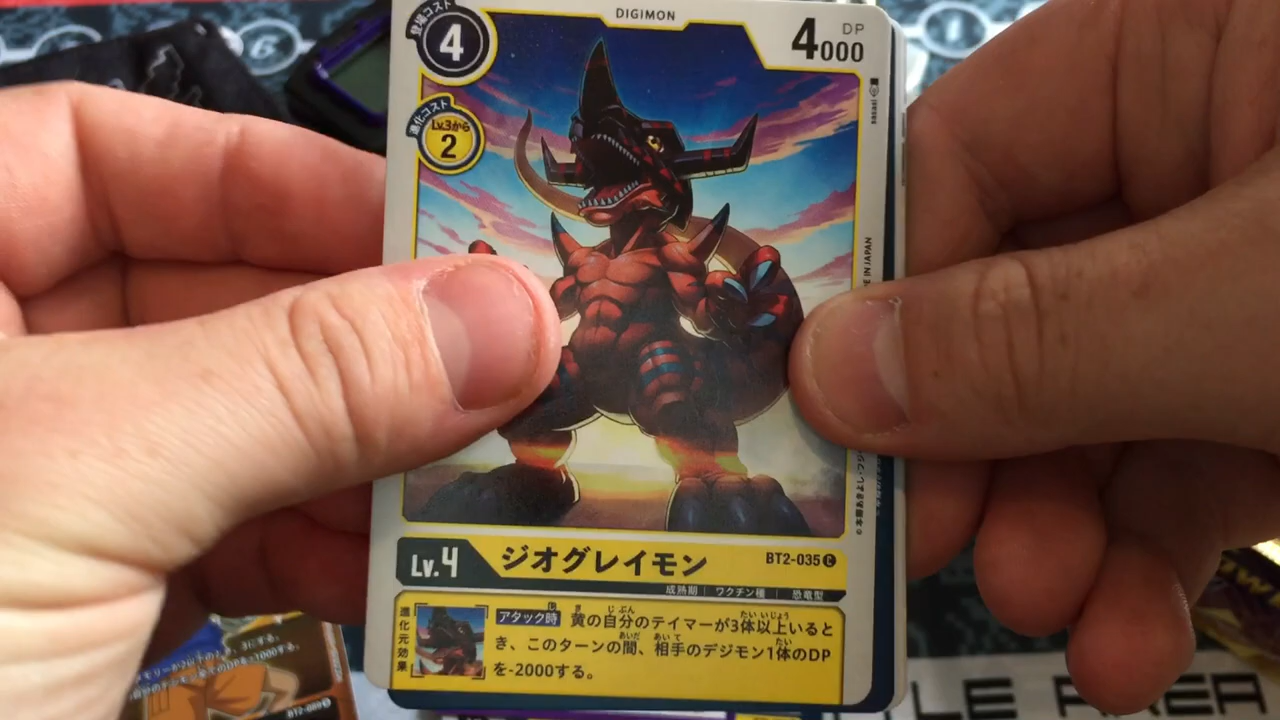 DIGIMON
登場コスト
4
DP
4000
進化コスト
Lv.3から
2
sasasi
E IN JAPAN
Lv.4
ジオグレイモン
BT2-035 C
成熟期 ワクチン種 恐竜型
進化元効果
アタック時 黄の自分のテイマーが3体以上いると
き、このターンの間、相手のデジモン1体のDP
を-2000する。
BT2-089